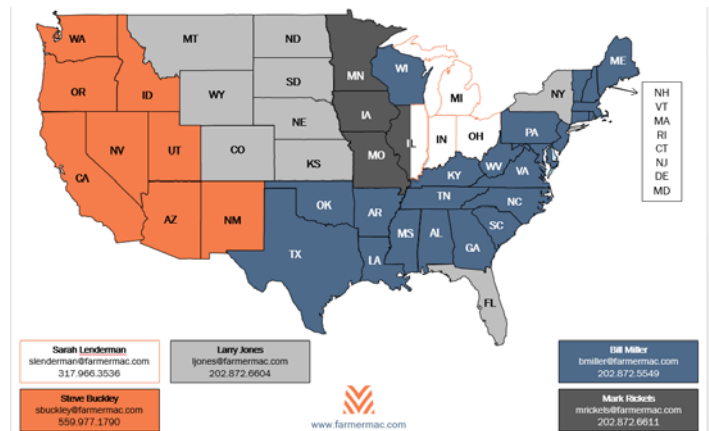 WA
MT
ND
MN
WI
ME
OR
ID
SD
WY
MI
NY
NH
VT
MA
RI
CT
NJ
DE
MD
IA
NE
PA
NV
UT
CO
IL
IN
OH
CA
KS
MO
WV
VA
KY
AZ
NM
OK
AR
TN
NC
SC
TX
MS
AL
GA
LA
FL
Sarah Lenderman
slenderman@farmermac.com
317.966.3536
Larry Jones
ljones@farmermac.com
202.872.6604
Bill Miller
bmiller@farmermac.com
202.872.5549
Steve Buckley
sbuckley@farmermac.com
559.977.1790
www.farmermac.com
Mark Rickets
mrickets@farmermac.com
202.872.6611